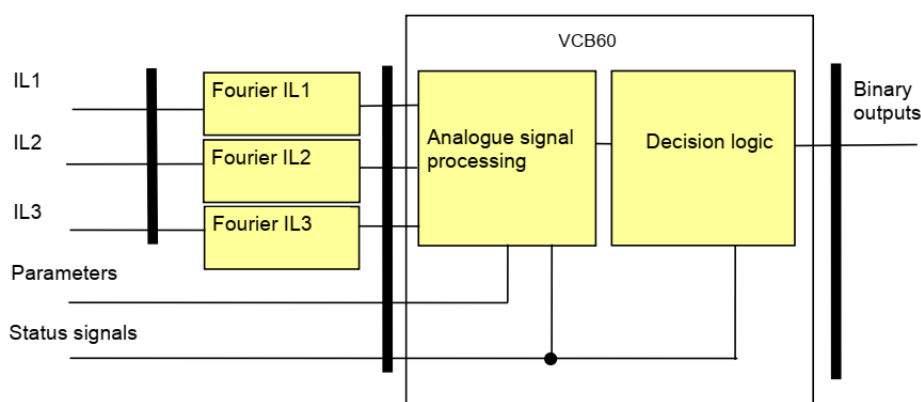 VCB60
IL1
Fourier IL1
IL2
Fourier IL2
IL3
Fourier IL3
Analogue signal
processing
Decision logic
Binary
outputs
Parameters
Status signals